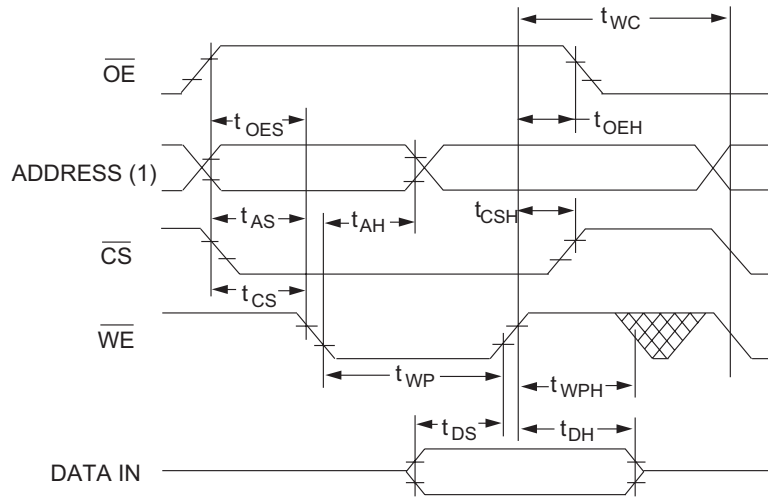 tWC
OE
tOES
tOEH
ADDRESS (1)
tAS
tAH
tCSH
CS
tCS
WE
tWP
tWPH
tDS
tDH
DATA IN